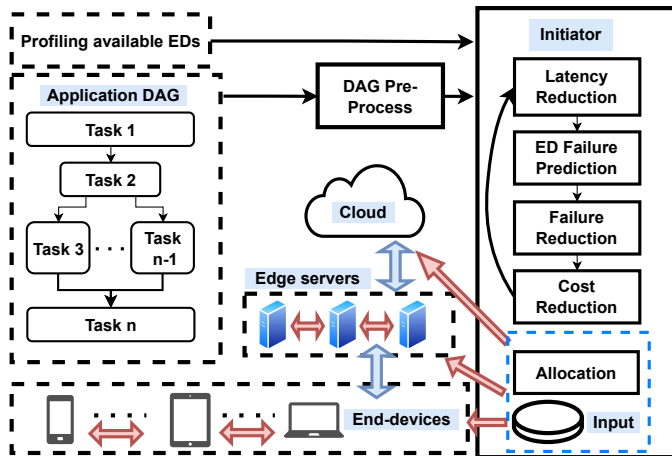 Profiling available EDs
Application DAG
Task 1
Task 2
Task 3
. . .
Task
n-1
Task n
DAG Pre-
Process
Initiator
Latency
Reduction
ED Failure
Prediction
Failure
Reduction
Cost
Reduction
Cloud
Edge servers
Allocation
Input
End-devices